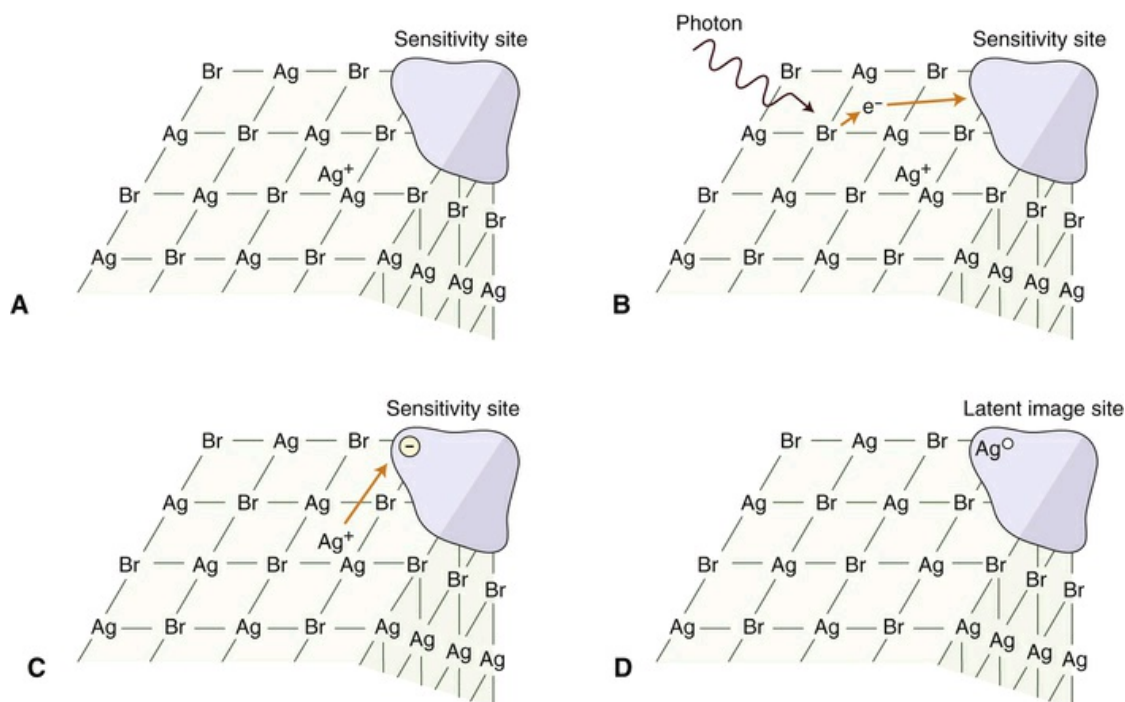 Sensitivity site
Br Ag Br
Ag Br Ag Br
Ag+
Br Ag Br Ag Br
Br
Br
Ag Br Ag Br Ag
Ag
Ag
Ag
A
Photon
Sensitivity site
Br Ag Br
e−
Ag Br Ag Br
Ag+
Br Ag Br Ag Br
Br
Br
Ag Br Ag Br Ag
Ag
Ag
Ag
B
Sensitivity site
Br Ag Br −
Ag Br Ag Br
Ag+
Br Ag Br Ag Br
Br
Br
Ag Br Ag Br Ag
Ag
Ag
Ag
C
Latent image site
Br Ag Br Ag○
Ag Br Ag Br
Br Ag Br Ag Br
Br
Br
Ag Br Ag Br Ag
Ag
Ag
Ag
D